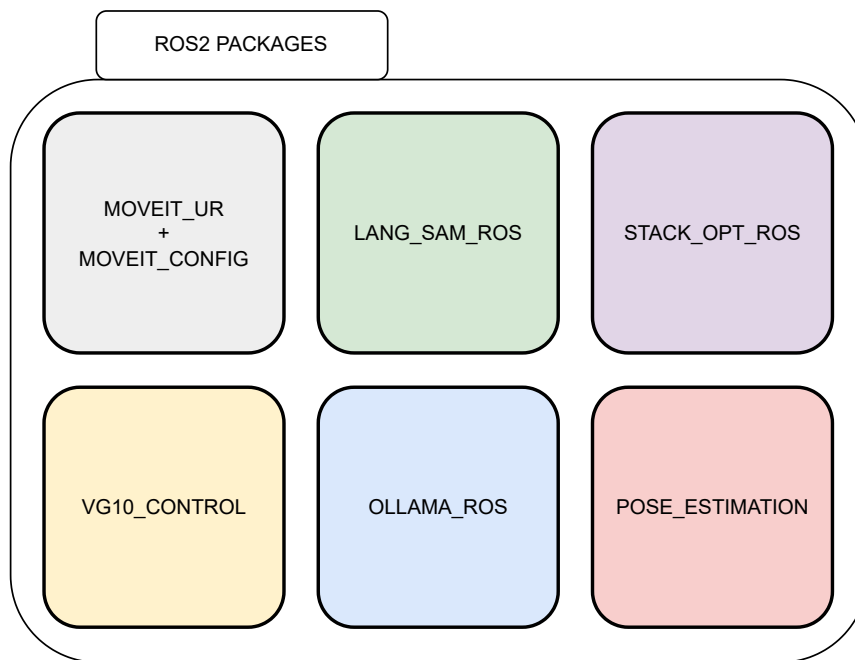 ROS2 PACKAGES
MOVEIT_UR
+
MOVEIT_CONFIG
LANG_SAM_ROS
STACK_OPT_ROS
VG10_CONTROL
OLLAMA_ROS
POSE_ESTIMATION